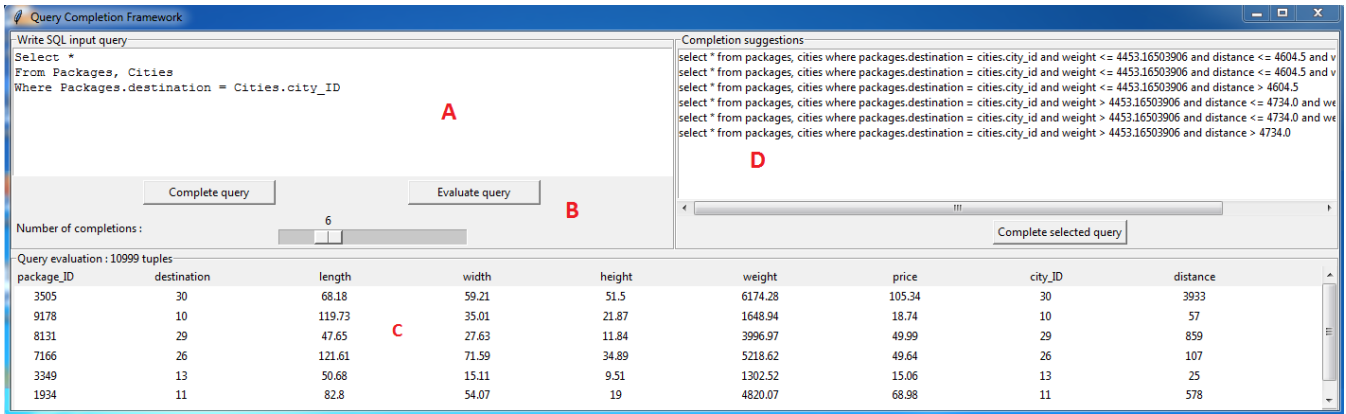 Query Completion Framework
Write SQL input query
Select *
From Packages, Cities
Where Packages.destination = Cities.city_ID
A
Complete query
Evaluate query
B
Number of completions :
6
Completion suggestions
select * from packages, cities where packages.destination = cities.city_id and weight <= 4453.16503906 and distance <= 4604.5 and v
select * from packages, cities where packages.destination = cities.city_id and weight <= 4453.16503906 and distance <= 4604.5 and v
select * from packages, cities where packages.destination = cities.city_id and weight <= 4453.16503906 and distance > 4604.5
select * from packages, cities where packages.destination = cities.city_id and weight > 4453.16503906 and distance <= 4734.0 and we
select * from packages, cities where packages.destination = cities.city_id and weight > 4453.16503906 and distance <= 4734.0 and we
select * from packages, cities where packages.destination = cities.city_id and weight > 4453.16503906 and distance > 4734.0
D
Complete selected query
Query evaluation : 10999 tuples
package_ID destination length width height weight price city_ID distance
3505 30 68.18 59.21 51.5 6174.28 105.34 30 3933
9178 10 119.73 35.01 21.87 1648.94 18.74 10 57
8131 29 47.65 27.63 11.84 3996.97 49.99 29 859
C
7166 26 121.61 71.59 34.89 5218.62 49.64 26 107
3349 13 50.68 15.11 9.51 1302.52 15.06 13 25
1934 11 82.8 54.07 19 4820.07 68.98 11 578